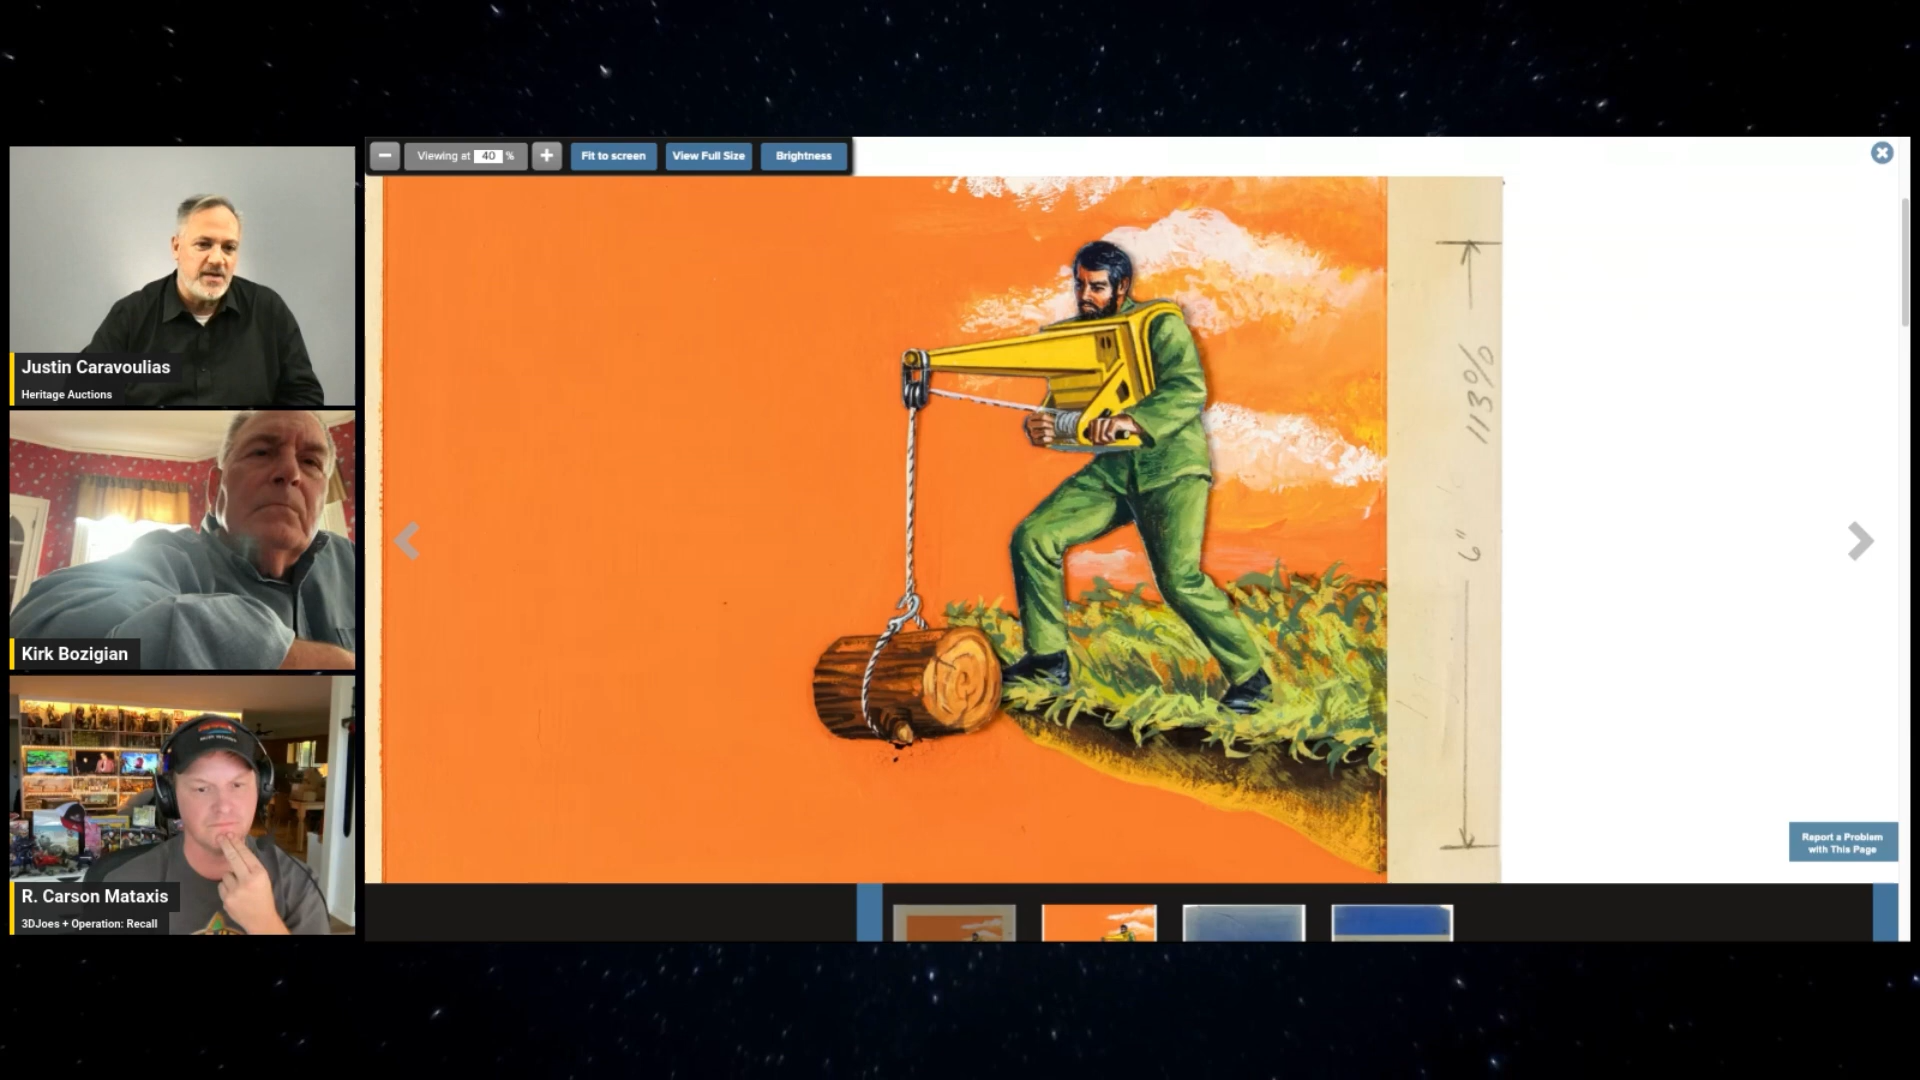 Viewing at 40 %
Fit to screen
View Full Size
Brightness
Justin Caravoulias
Heritage Auctions
Kirk Bozigian
R. Carson Mataxis
3DJoes + Operation: Recall
113%
6"
Report a Problem
with This Page